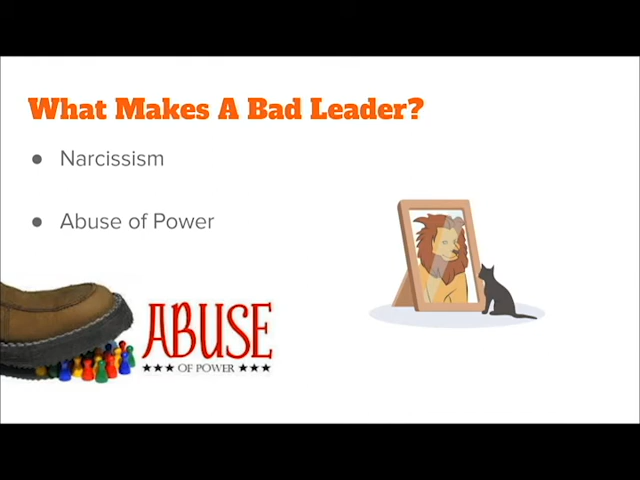 What Makes A Bad Leader?
● Narcissism
● Abuse of Power
ABUSE
★★★ OF POWER ★★★